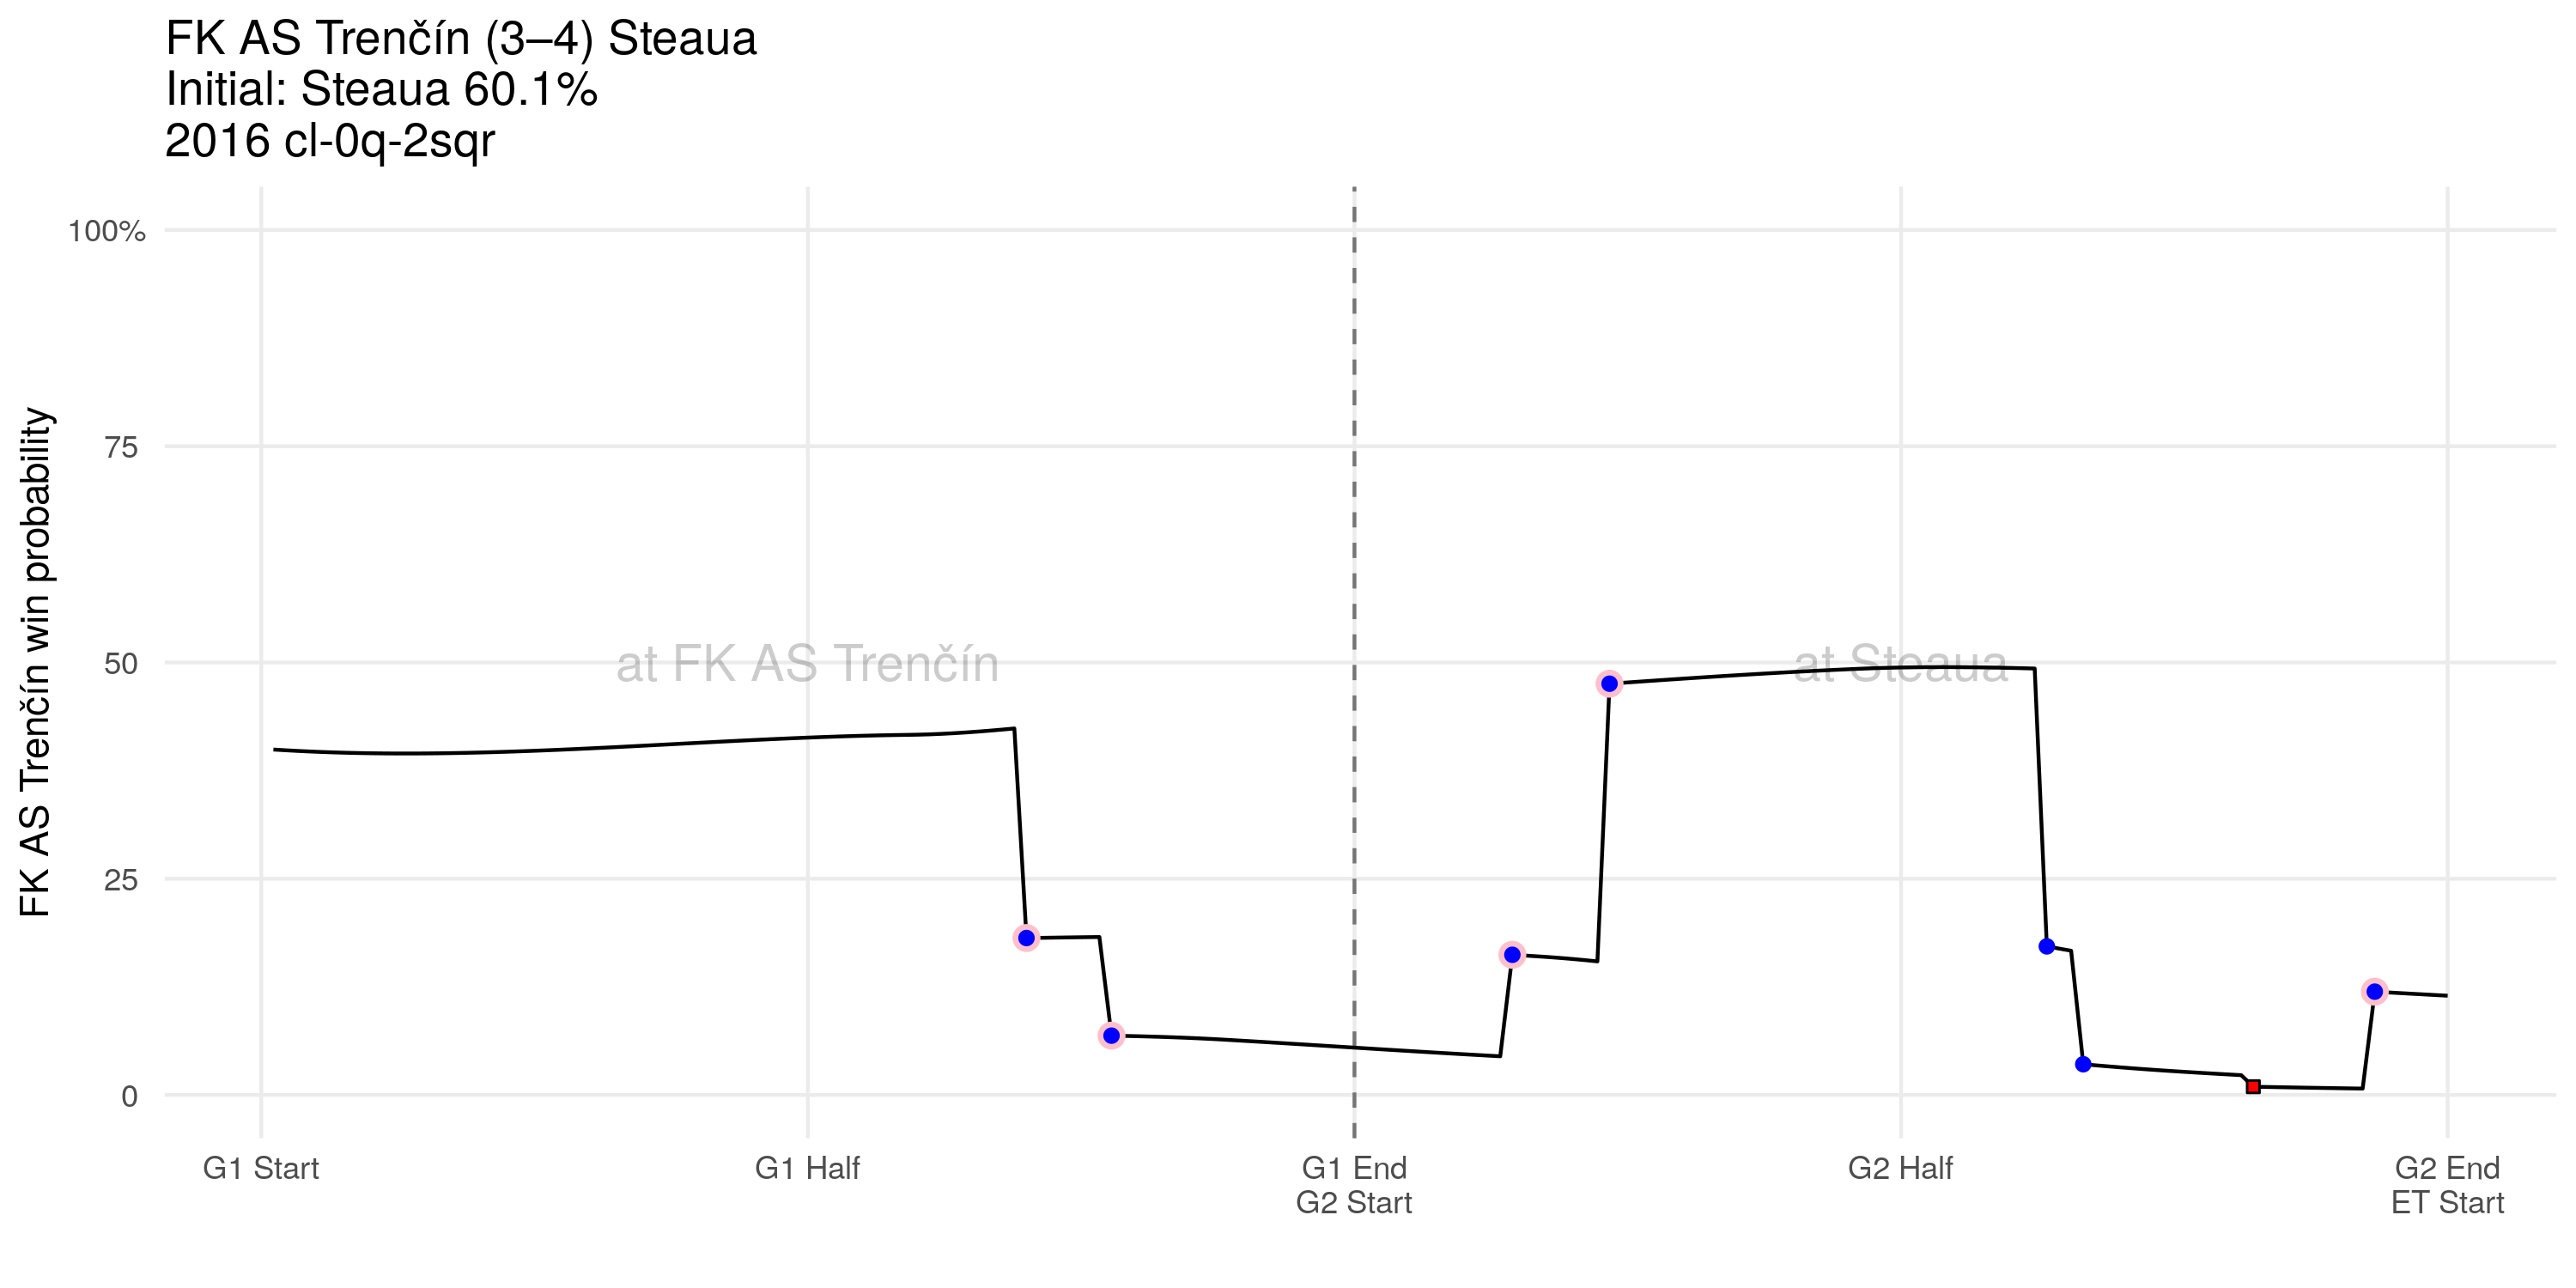 FK AS Trenčín (3–4) Steaua
Initial: Steaua 60.1%
2016 cl-0q-2sqr
FK AS Trenčín win probability
100%
75
50
25
0
at FK AS Trenčín
at Steaua
G1 Start
G1 Half
G1 End
G2 Start
G2 Half
G2 End
ET Start